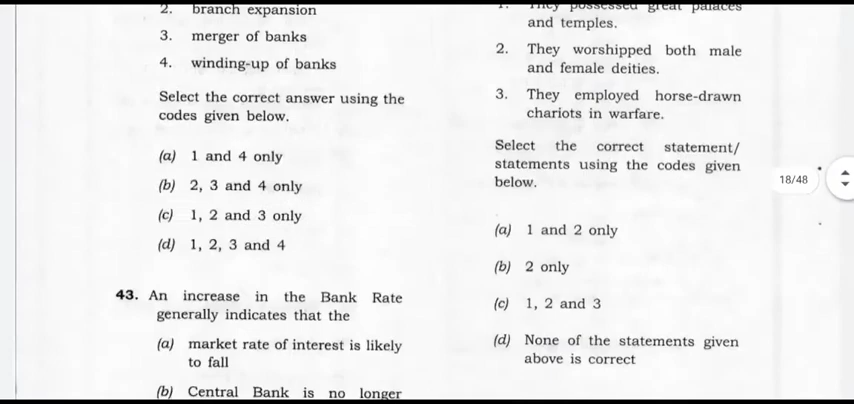 2. branch expansion
3. merger of banks
4. winding-up of banks
Select the correct answer using the
codes given below.
(a) 1 and 4 only
(b) 2, 3 and 4 only
(c) 1, 2 and 3 only
(d) 1, 2, 3 and 4
43. An increase in the Bank Rate
generally indicates that the
(a) market rate of interest is likely
to fall
(b) Central Bank is no longer
1. They possessed great palaces
and temples.
2. They worshipped both male
and female deities.
3. They employed horse-drawn
chariots in warfare.
Select the correct statement/
statements using the codes given
below.
(a) 1 and 2 only
(b) 2 only
(c) 1, 2 and 3
(d) None of the statements given
above is correct
18/48